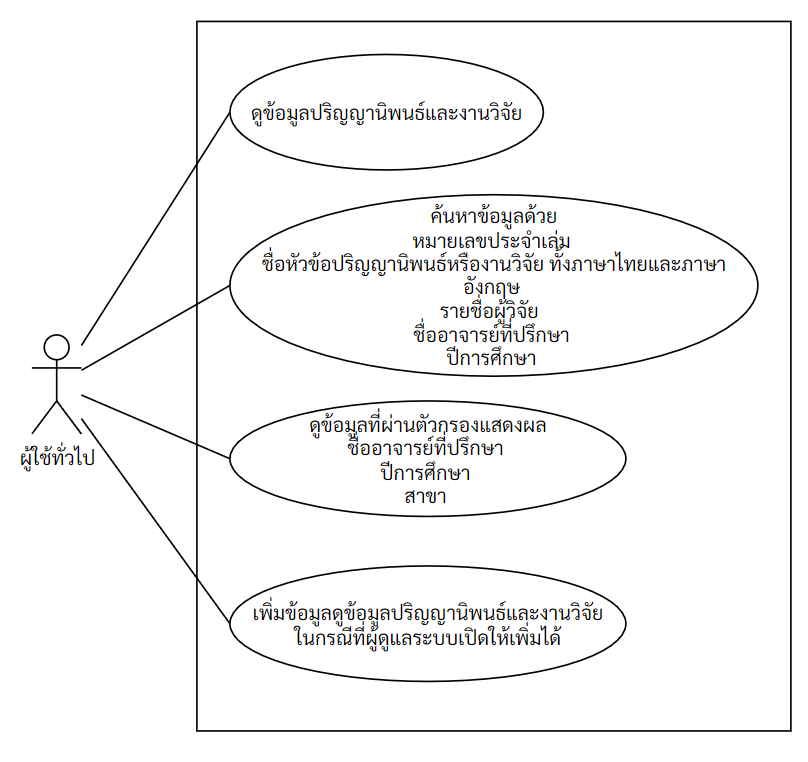 ดูข้อมูลปริญญานิพนธ์และงานวิจัย
ค้นหาข้อมูลด้วย
หมายเลขประจำเล่ม
ชื่อหัวข้อปริญญานิพนธ์หรืองานวิจัย ทั้งภาษาไทยและภาษา
อังกฤษ
รายชื่อผู้วิจัย
ชื่ออาจารย์ที่ปรึกษา
ปีการศึกษา
ผู้ใช้ทั่วไป
ดูข้อมูลที่ผ่านตัวกรองแสดงผล
ชื่ออาจารย์ที่ปรึกษา
ปีการศึกษา
สาขา
เพิ่มข้อมูลดูข้อมูลปริญญานิพนธ์และงานวิจัย
ในกรณีที่ผู้ดูแลระบบเปิดให้เพิ่มได้